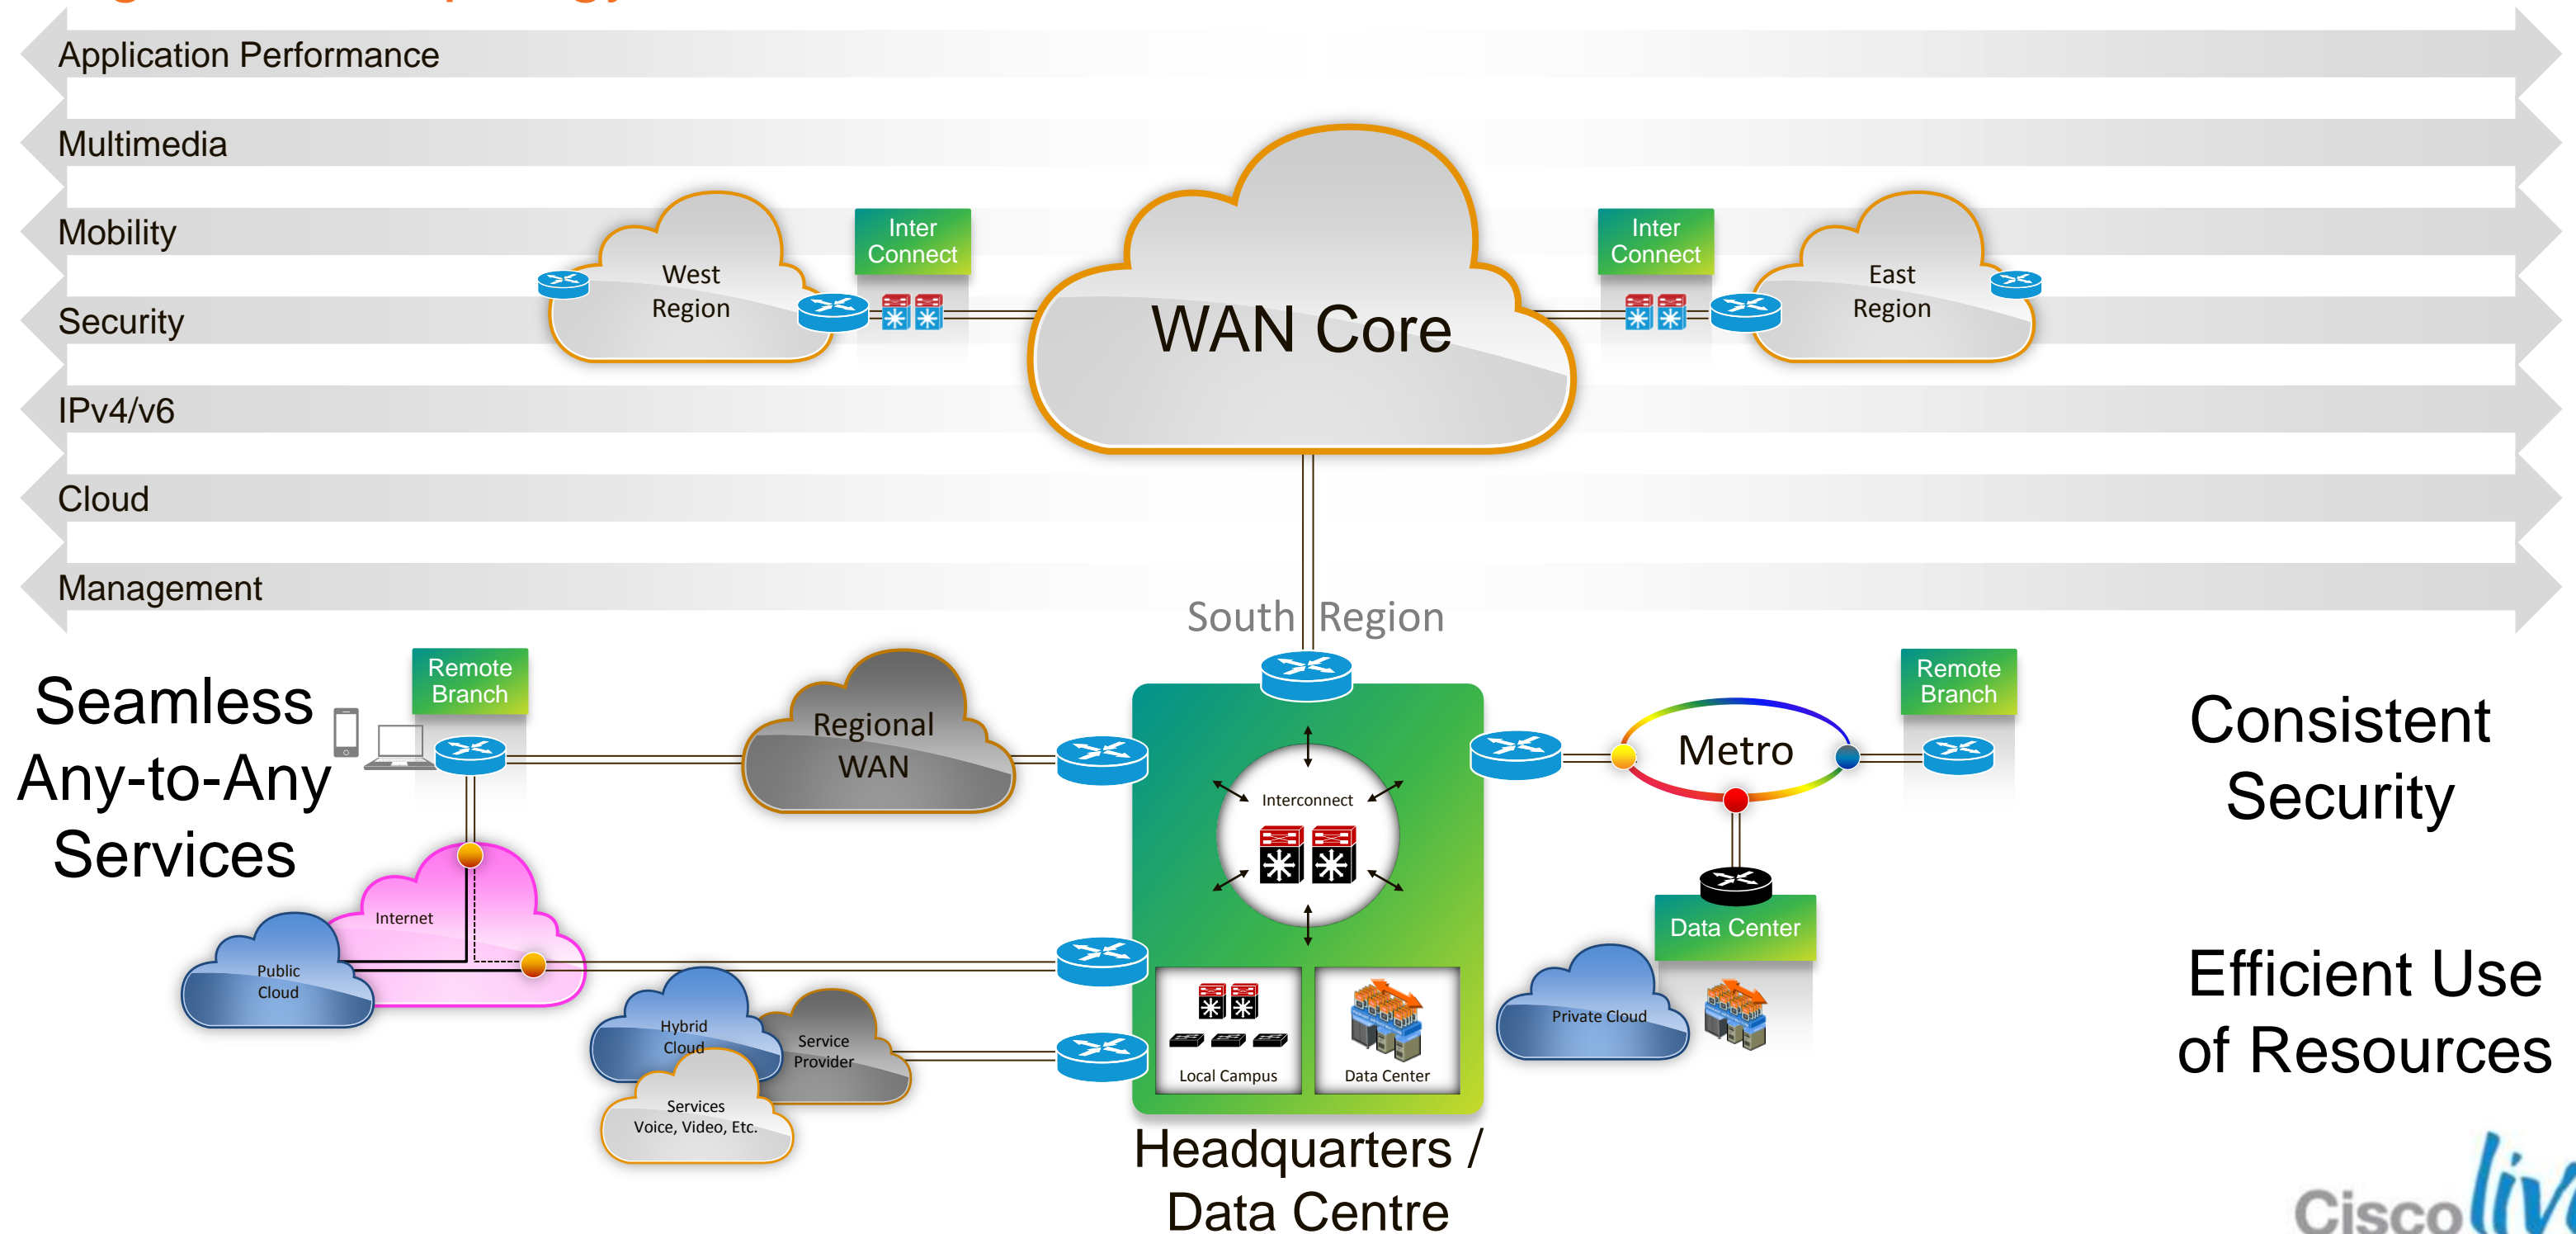 Application Performance
Multimedia
Mobility
Security
IPv4/v6
Cloud
Management
West
Region
Inter
Connect
WAN Core
Inter
Connect
East
Region
South Region
Seamless
Any-to-Any
Services
Remote
Branch
Regional
WAN
Interconnect
Metro
Remote
Branch
Consistent
Security
Internet
Public
Cloud
Hybrid
Cloud
Service
Provider
Services
Voice, Video, Etc.
Local Campus
Data Center
Data Center
Private Cloud
Efficient Use
of Resources
Headquarters /
Data Centre
Cisco